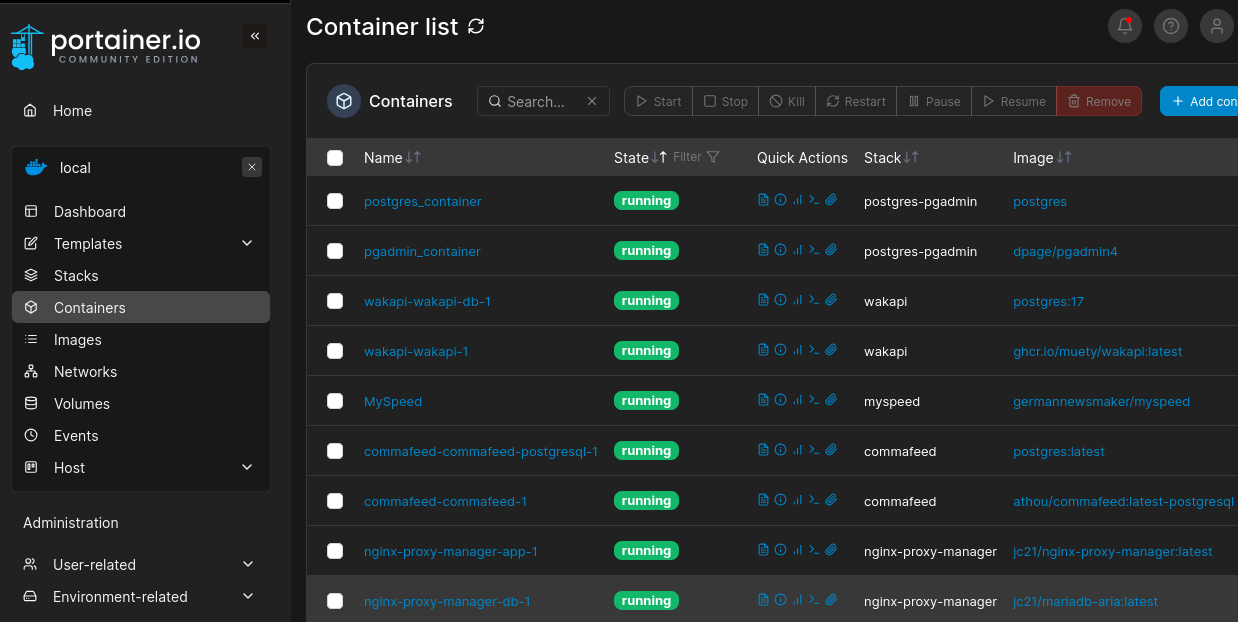 portainer.io
COMMUNITY EDITION
Home
local
Dashboard
Templates
Stacks
Containers
Images
Networks
Volumes
Events
Host
Administration
User-related
Environment-related
Container list
Containers
Search...
Start
Stop
Kill
Restart
Pause
Resume
Remove
Add con
Name State Filter Quick Actions Stack Image
postgres_container running postgres-pgadmin postgres
pgadmin_container running postgres-pgadmin dpage/pgadmin4
wakapi-wakapi-db-1 running wakapi postgres:17
wakapi-wakapi-1 running wakapi ghcr.io/muety/wakapi:latest
MySpeed running myspeed germannewsmaker/myspeed
commafeed-commafeed-postgresql-1 running commafeed postgres:latest
commafeed-commafeed-1 running commafeed athou/commafeed:latest-postgresql
nginx-proxy-manager-app-1 running nginx-proxy-manager jc21/nginx-proxy-manager:latest
nginx-proxy-manager-db-1 running nginx-proxy-manager jc21/mariadb-aria:latest